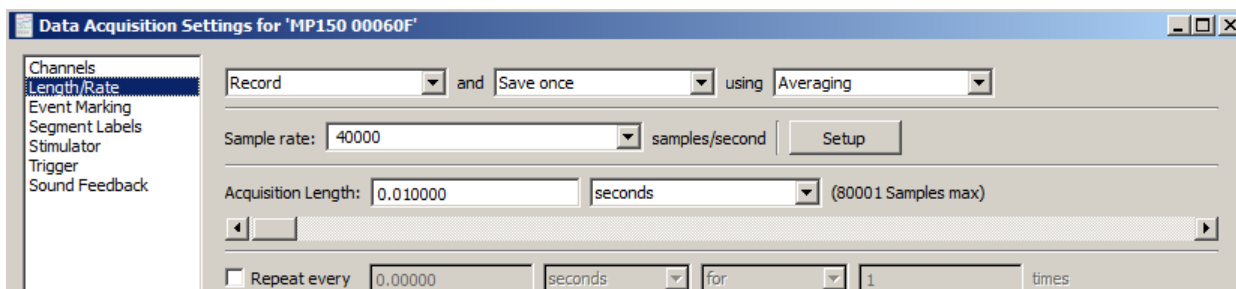 Data Acquisition Settings for 'MP150 00060F'
Channels
Length/Rate
Event Marking
Segment Labels
Stimulator
Trigger
Sound Feedback
Record and Save once using Averaging
Sample rate: 40000 samples/second Setup
Acquisition Length: 0.010000 seconds (80001 Samples max)
Repeat every 0.00000 seconds for 1 times